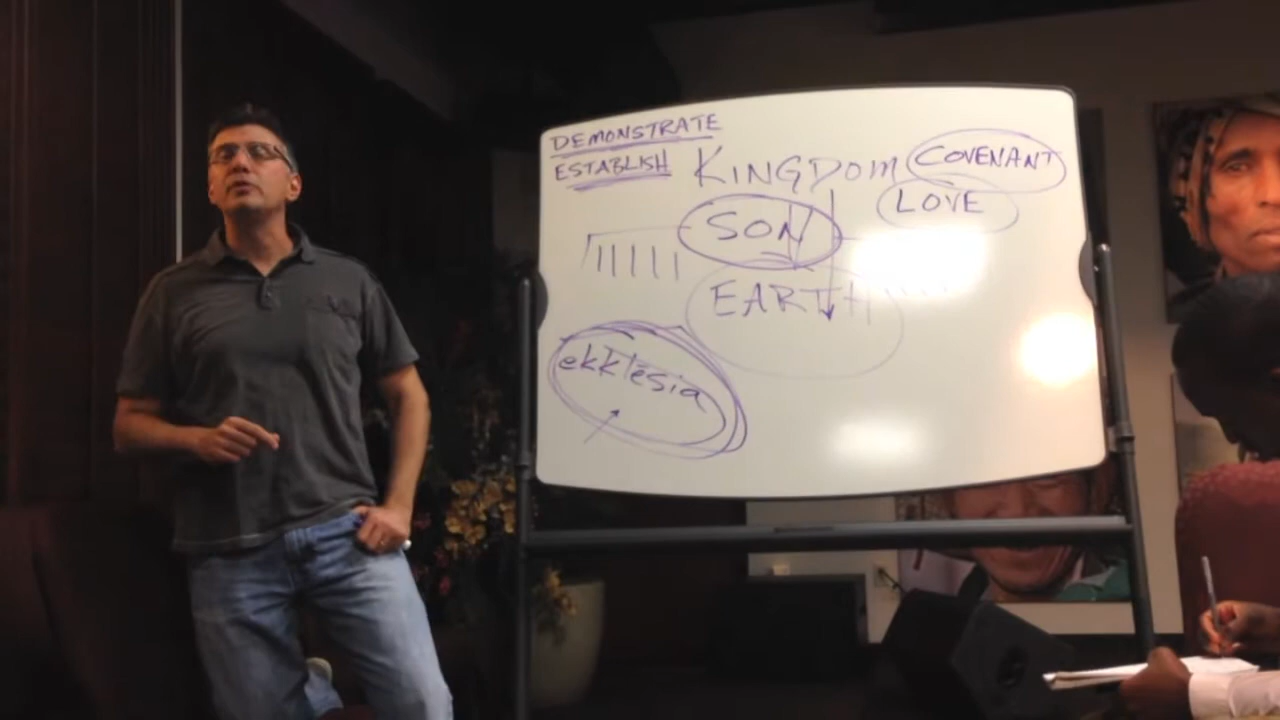 DEMONSTRATE
ESTABLISH KINGDOM COVENANT
LOVE
SON
EARTH
ekklesia